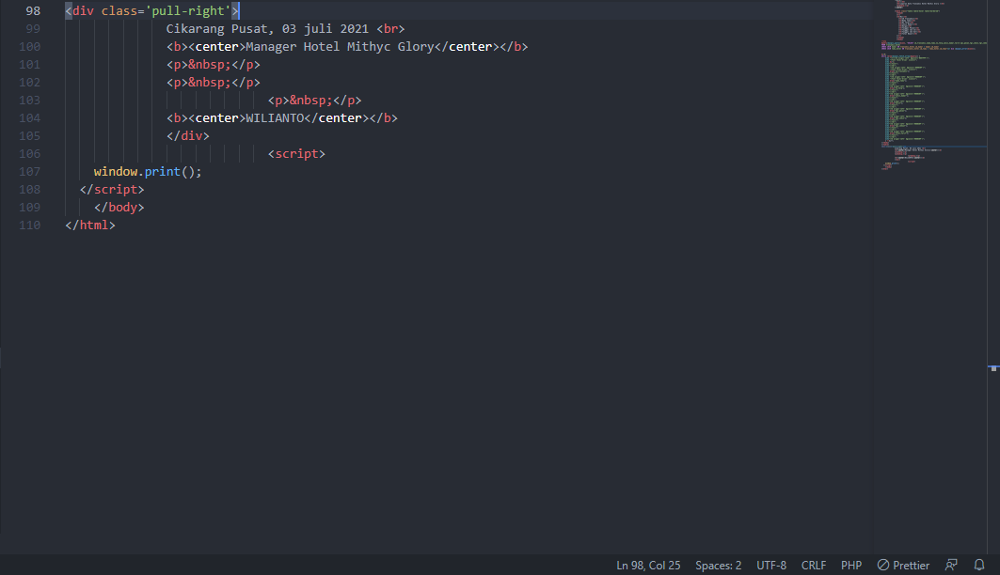 98 <div class='pull-right'>
99 Cikarang Pusat, 03 juli 2021 <br>
100 <b><center>Manager Hotel Mithyc Glory</center></b>
101 <p>&nbsp;</p>
102 <p>&nbsp;</p>
103 <p>&nbsp;</p>
104 <b><center>WILIANTO</center></b>
105 </div>
106 <script>
107 window.print();
108 </script>
109 </body>
110 </html>
Ln 98, Col 25 Spaces: 2 UTF-8 CRLF PHP Prettier